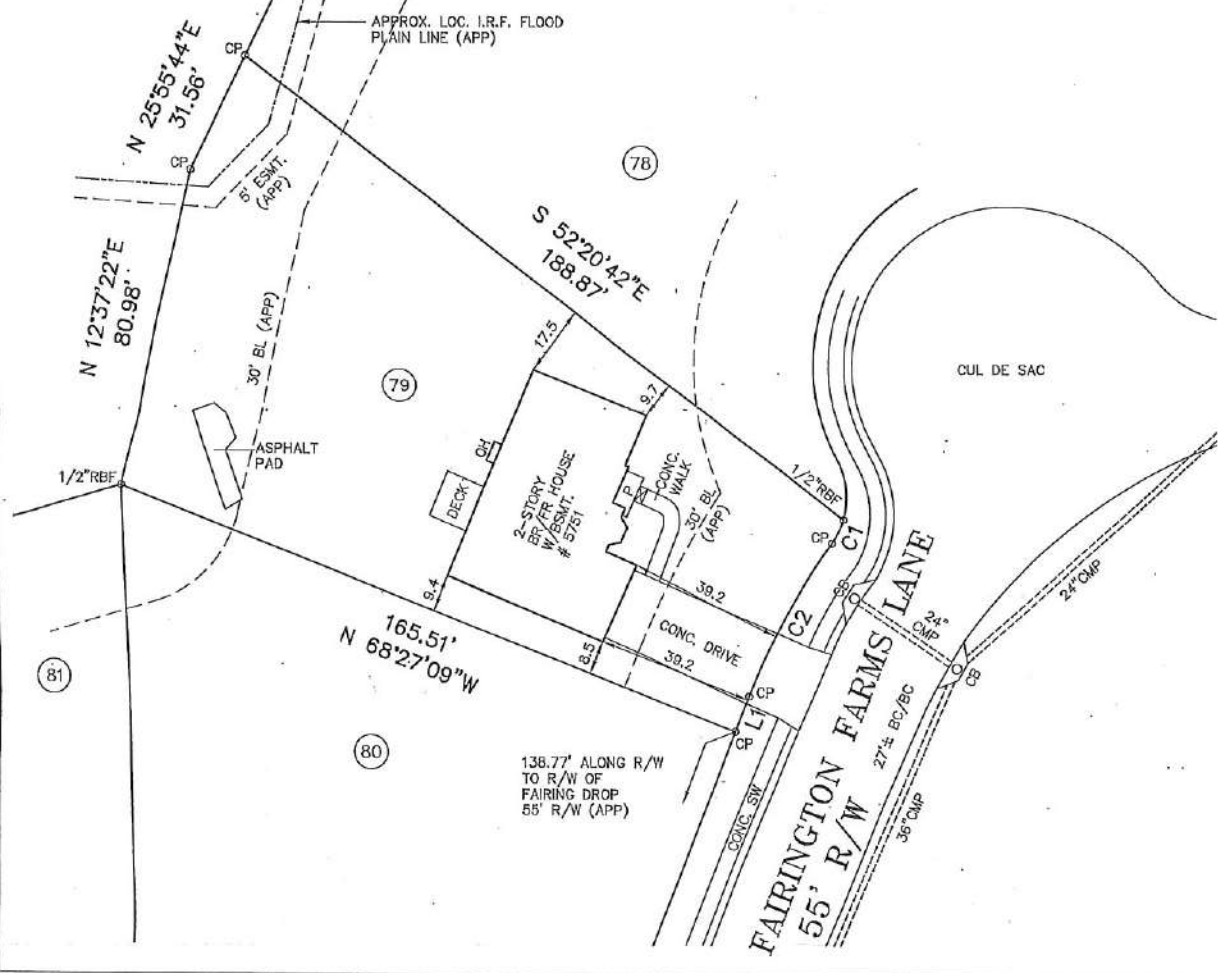 APPROX. LOC. I.R.F. FLOOD
PLAIN LINE (APP)
CP
N 25°55'44"E
31.56'
CP
5' ESMT.
(APP)
78
S 52°20'42"E
188.87'
N 12°37'22"E
80.98'
30' BL (APP)
17.5
CUL DE SAC
79
9.7
ASPHALT
PAD
1/2"RBF
OH
DECK
2-STORY
BR/FR HOUSE
W/BSMT.
# 5751
P
CONC.
WALK
30' BL
(APP)
1/2"RBF
CP
C1
CB
24"CMP
24"
CMP
39.2
C2
9.4
165.51'
N 68°27'09"W
CONC. DRIVE
8.5
39.2
81
CP
L1
CP
CB
80
138.77' ALONG R/W
TO R/W OF
FAIRING DROP
55' R/W (APP)
CONC. SW
FAIRINGTON FARMS LANE
55' R/W
27'± BC/BC
36"CMP